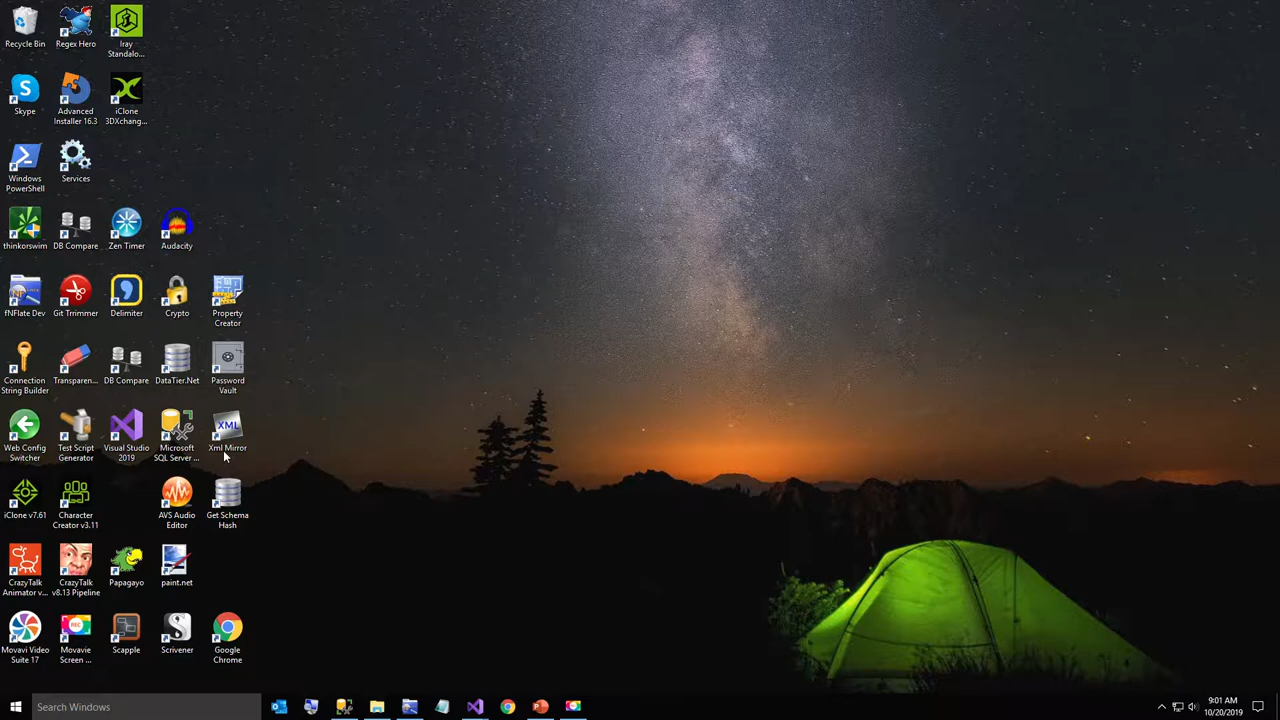 Recycle Bin
Regex Hero
Iray
Standalo...
Skype
Advanced
Installer 16.3
iClone
3DXchang...
Windows
PowerShell
Services
thinkorswim
DB Compare
Zen Timer
Audacity
fNFlate Dev
Git Trimmer
Delimiter
Crypto
Property
Creator
Connection
String Builder
Transparen...
DB Compare
DataTier.Net
Password
Vault
Web Config
Switcher
Test Script
Generator
Visual Studio
2019
Microsoft
SQL Server ...
XML
Xml Mirror
iClone v7.61
Character
Creator v3.11
AVS Audio
Editor
Get Schema
Hash
CrazyTalk
Animator v...
CrazyTalk
v8.13 Pipeline
Papagayo
paint.net
Movavi Video
Suite 17
REC
Movavie
Screen ...
Scapple
Scrivener
Google
Chrome
Search Windows
9:01 AM
10/20/2019